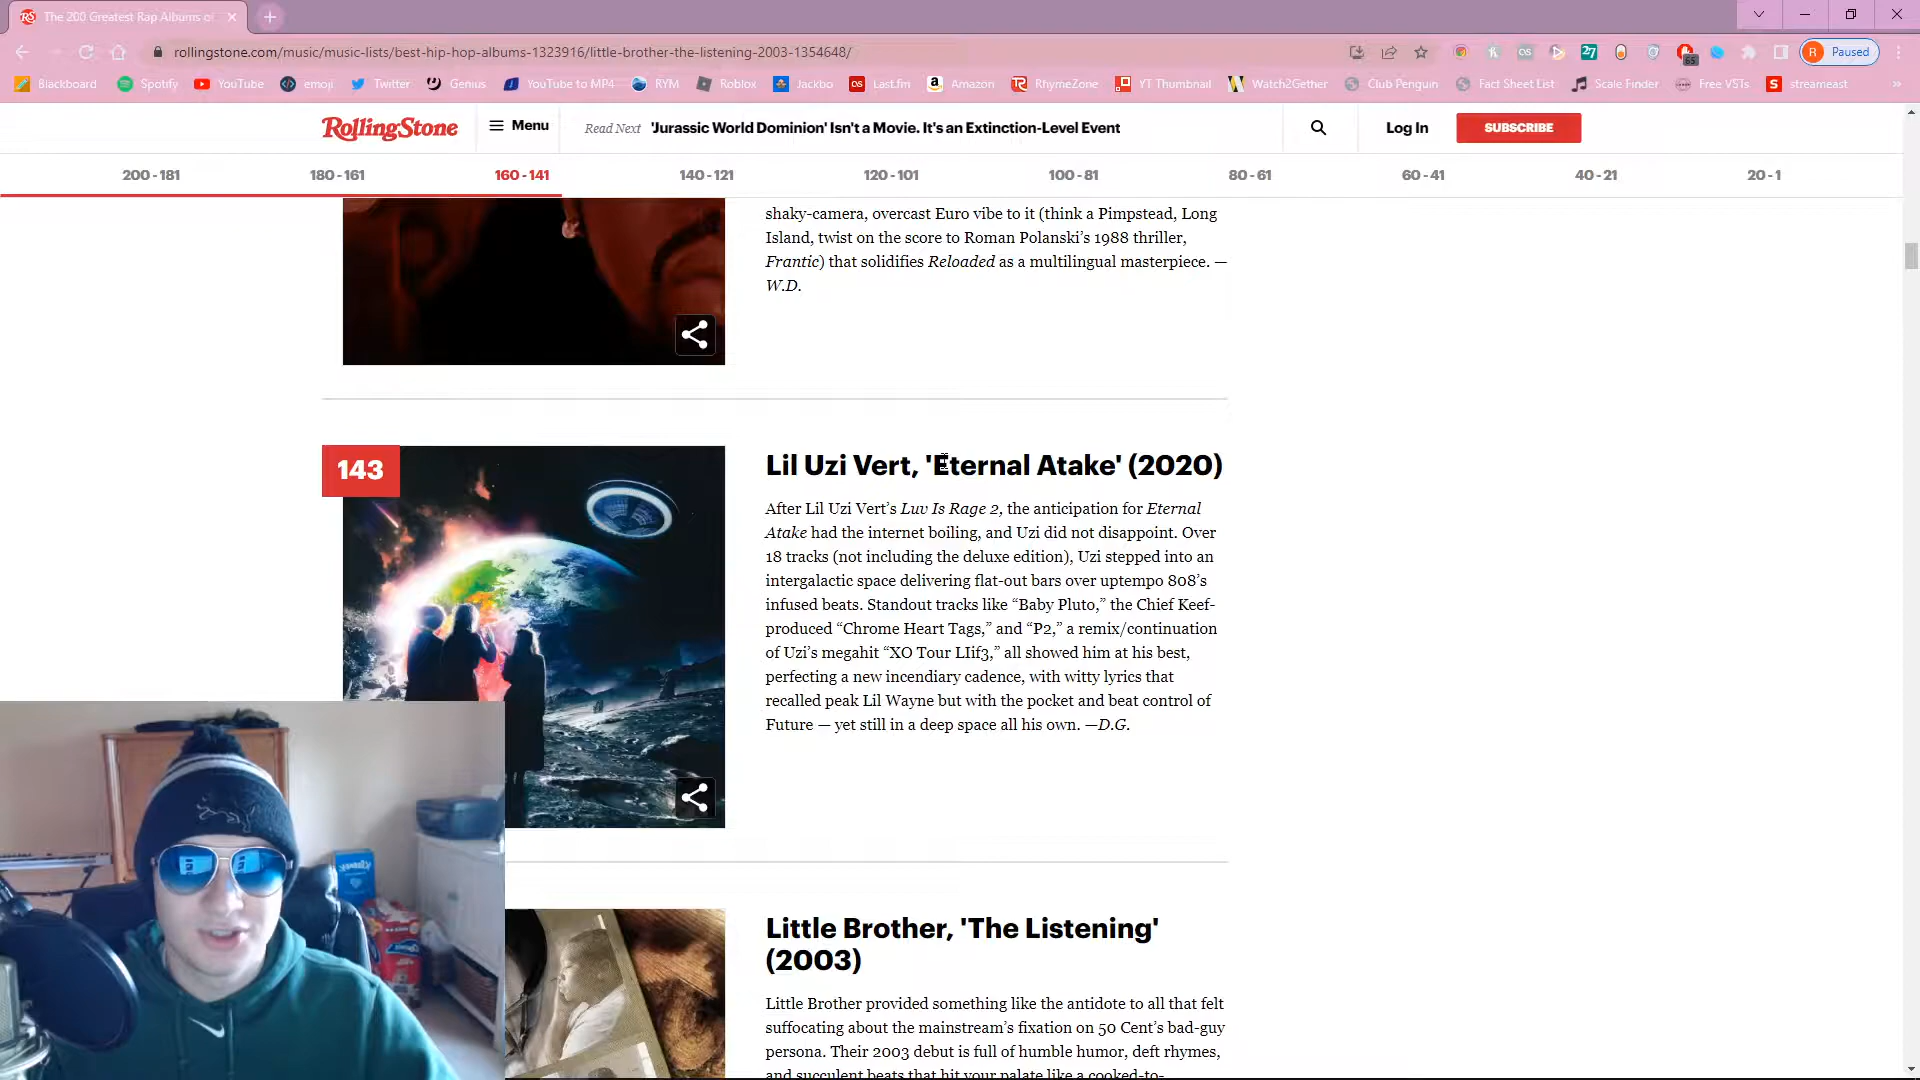 The 200 Greatest Rap Albums of
rollingstone.com/music/music-lists/best-hip-hop-albums-1323916/little-brother-the-listening-2003-1354648/
27
65
R Paused
Blackboard Spotify YouTube emoji Twitter Genius YouTube to MP4 RYM Roblox Jackbo Last.fm Amazon RhymeZone YT Thumbnail Watch2Gether Club Penguin Fact Sheet List Scale Finder Free VSTs streameast
RollingStone Menu Read Next 'Jurassic World Dominion' Isn't a Movie. It's an Extinction-Level Event Log In SUBSCRIBE
200 - 181 180 - 161 160 - 141 140 - 121 120 - 101 100 - 81 80 - 61 60 - 41 40 - 21 20 - 1
shaky-camera, overcast Euro vibe to it (think a Pimpstead, Long
Island, twist on the score to Roman Polanski’s 1988 thriller,
Frantic) that solidifies Reloaded as a multilingual masterpiece. —
W.D.
143
Lil Uzi Vert, 'Eternal Atake' (2020)
After Lil Uzi Vert’s Luv Is Rage 2, the anticipation for Eternal
Atake had the internet boiling, and Uzi did not disappoint. Over
18 tracks (not including the deluxe edition), Uzi stepped into an
intergalactic space delivering flat-out bars over uptempo 808’s
infused beats. Standout tracks like “Baby Pluto,” the Chief Keef-
produced “Chrome Heart Tags,” and “P2,” a remix/continuation
of Uzi’s megahit “XO Tour LIif3,” all showed him at his best,
perfecting a new incendiary cadence, with witty lyrics that
recalled peak Lil Wayne but with the pocket and beat control of
Future — yet still in a deep space all his own. —D.G.
Little Brother, 'The Listening'
(2003)
Little Brother provided something like the antidote to all that felt
suffocating about the mainstream’s fixation on 50 Cent’s bad-guy
persona. Their 2003 debut is full of humble humor, deft rhymes,
and succulent beats that hit your palate like a cooked-to-